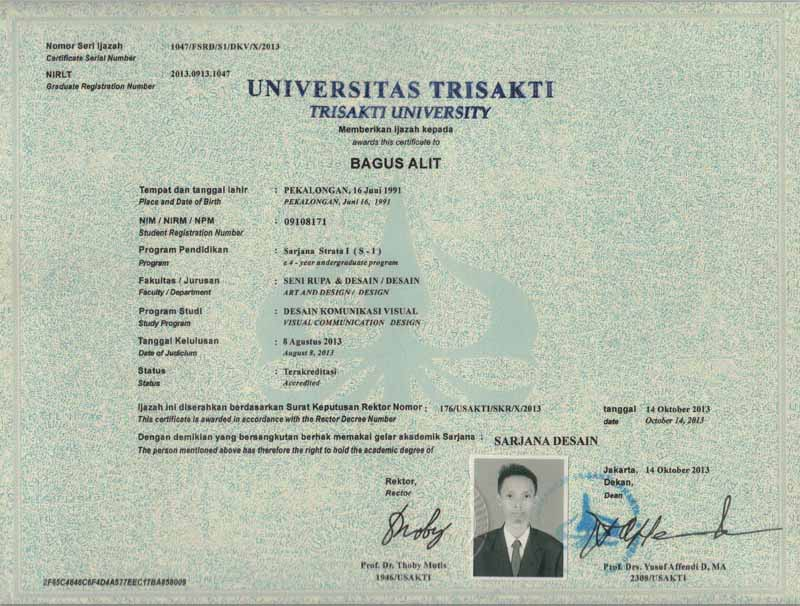 Nomor Seri Ijazah 1047/FSRD/S1/DKV/X/2013
Certificate Serial Number
NIRLT 2013.0913.1047
Graduate Registration Number
UNIVERSITAS TRISAKTI
TRISAKTI UNIVERSITY
Memberikan ijazah kepada
awards this certificate to
BAGUS ALIT
Tempat dan tanggal lahir : PEKALONGAN, 16 Juni 1991
Place and Date of Birth PEKALONGAN, Juni 16, 1991
NIM / NIRM / NPM : 09108171
Student Registration Number
Program Pendidikan : Sarjana Strata I ( S - 1 )
Program a 4 - year undergraduate program
Fakultas / Jurusan : SENI RUPA & DESAIN / DESAIN
Faculty / Department ART AND DESIGN / DESIGN
Program Studi : DESAIN KOMUNIKASI VISUAL
Study Program VISUAL COMMUNICATION DESIGN
Tanggal Kelulusan : 8 Agustus 2013
Date of Judicium August 8, 2013
Status : Terakreditasi
Status Accredited
Ijazah ini diserahkan berdasarkan Surat Keputusan Rektor Nomor : 176/USAKTI/SKR/X/2013 tanggal 14 Oktober 2013
This certificate is awarded in accordance with the Rector Decree Number date October 14, 2013
Dengan demikian yang bersangkutan berhak memakai gelar akademik Sarjana : SARJANA DESAIN
The person mentioned above has therefore the right to hold the academic degree of
Jakarta, 14 Oktober 2013
Rektor, Dekan,
Rector Dean
Prof. Dr. Thoby Mutis Prof. Drs. Yusuf Affendi D, MA
1946/USAKTI 2308/USAKTI